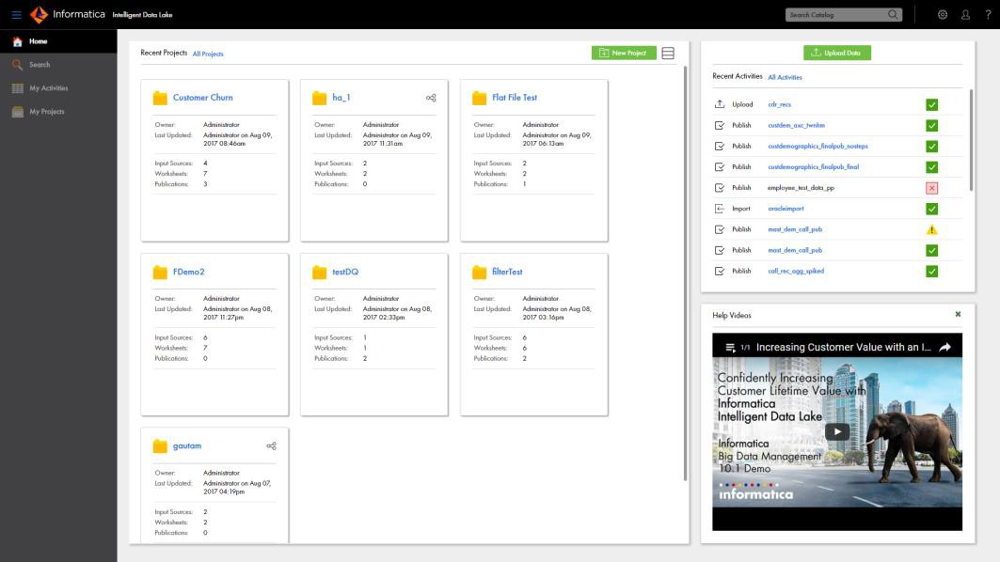 Informatica Intelligent Data Lake
Search Catalog
?
Home
Search
My Activities
My Projects
Recent Projects All Projects
New Project
Customer Churn
Owner: Administrator
Last Updated: Administrator on Aug 09,
2017 08:46am
Input Sources: 4
Worksheets: 7
Publications: 3
ha_1
Owner: Administrator
Last Updated: Administrator on Aug 09,
2017 11:31am
Input Sources: 2
Worksheets: 2
Publications: 0
Flat File Test
Owner: Administrator
Last Updated: Administrator on Aug 09,
2017 06:13am
Input Sources: 2
Worksheets: 2
Publications: 1
FDemo2
Owner: Administrator
Last Updated: Administrator on Aug 08,
2017 11:27pm
Input Sources: 6
Worksheets: 7
Publications: 0
testDQ
Owner: Administrator
Last Updated: Administrator on Aug 08,
2017 02:33pm
Input Sources: 1
Worksheets: 1
Publications: 2
filterTest
Owner: Administrator
Last Updated: Administrator on Aug 08,
2017 03:16pm
Input Sources: 6
Worksheets: 6
Publications: 2
gautam
Owner: Administrator
Last Updated: Administrator on Aug 07,
2017 04:19pm
Input Sources: 2
Worksheets: 2
Publications: 0
Upload Data
Recent Activities All Activities
Upload cdr_recs
Publish custdem_axc_twnhm
Publish custdemographics_finalpub_nosteps
Publish custdemographics_finalpub_final
Publish employee_test_data_pp
Import oracleimport
Publish mast_dem_call_pub
Publish mast_dem_call_pub
Publish call_rec_agg_spiked
Help Videos
1/1 Increasing Customer Value with an I...
Confidently Increasing
Customer Lifetime Value with
Informatica
Intelligent Data Lake
Informatica
Big Data Management
10.1 Demo
informatica